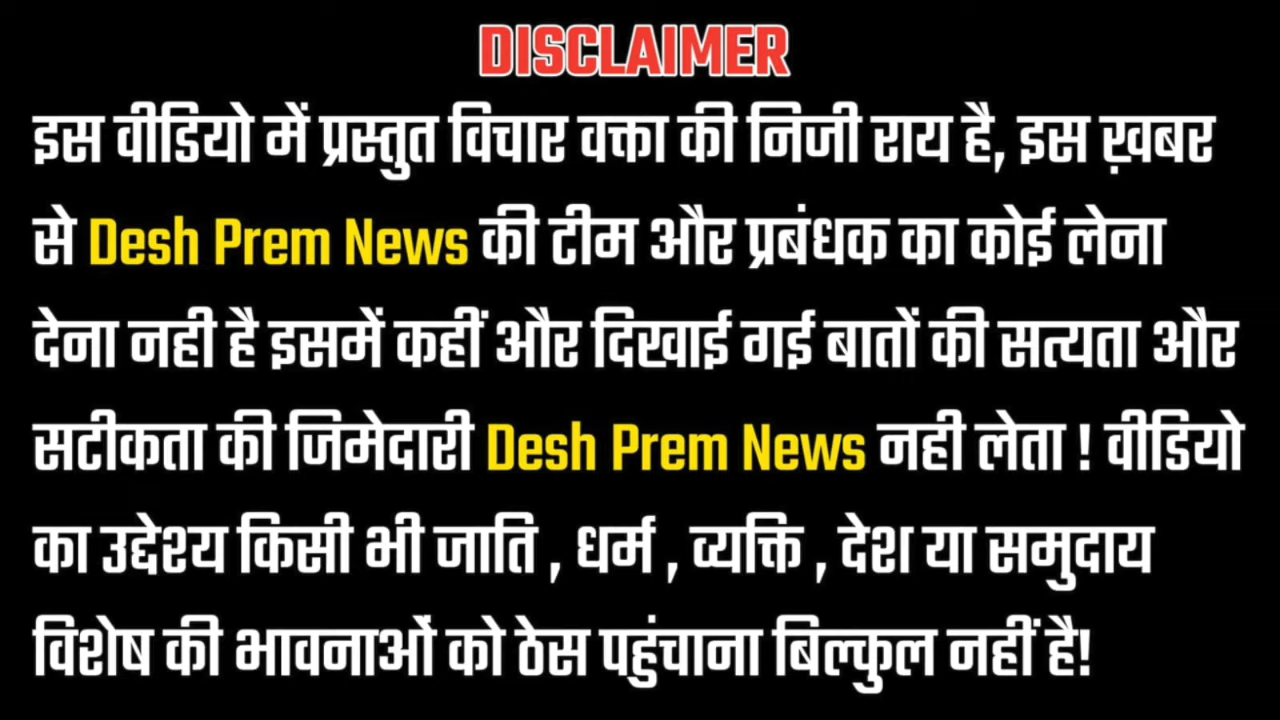 DISCLAIMER
इस वीडियो में प्रस्तुत विचार वक्ता की निजी राय है, इस ख़बर
से Desh Prem News की टीम और प्रबंधक का कोई लेना
देना नही है इसमें कहीं और दिखाई गई बातों की सत्यता और
सटीकता की जिमेदारी Desh Prem News नही लेता ! वीडियो
का उद्देश्य किसी भी जाति , धर्म , व्यक्ति , देश या समुदाय
विशेष की भावनाओं को ठेस पहुंचाना बिल्कुल नहीं है!